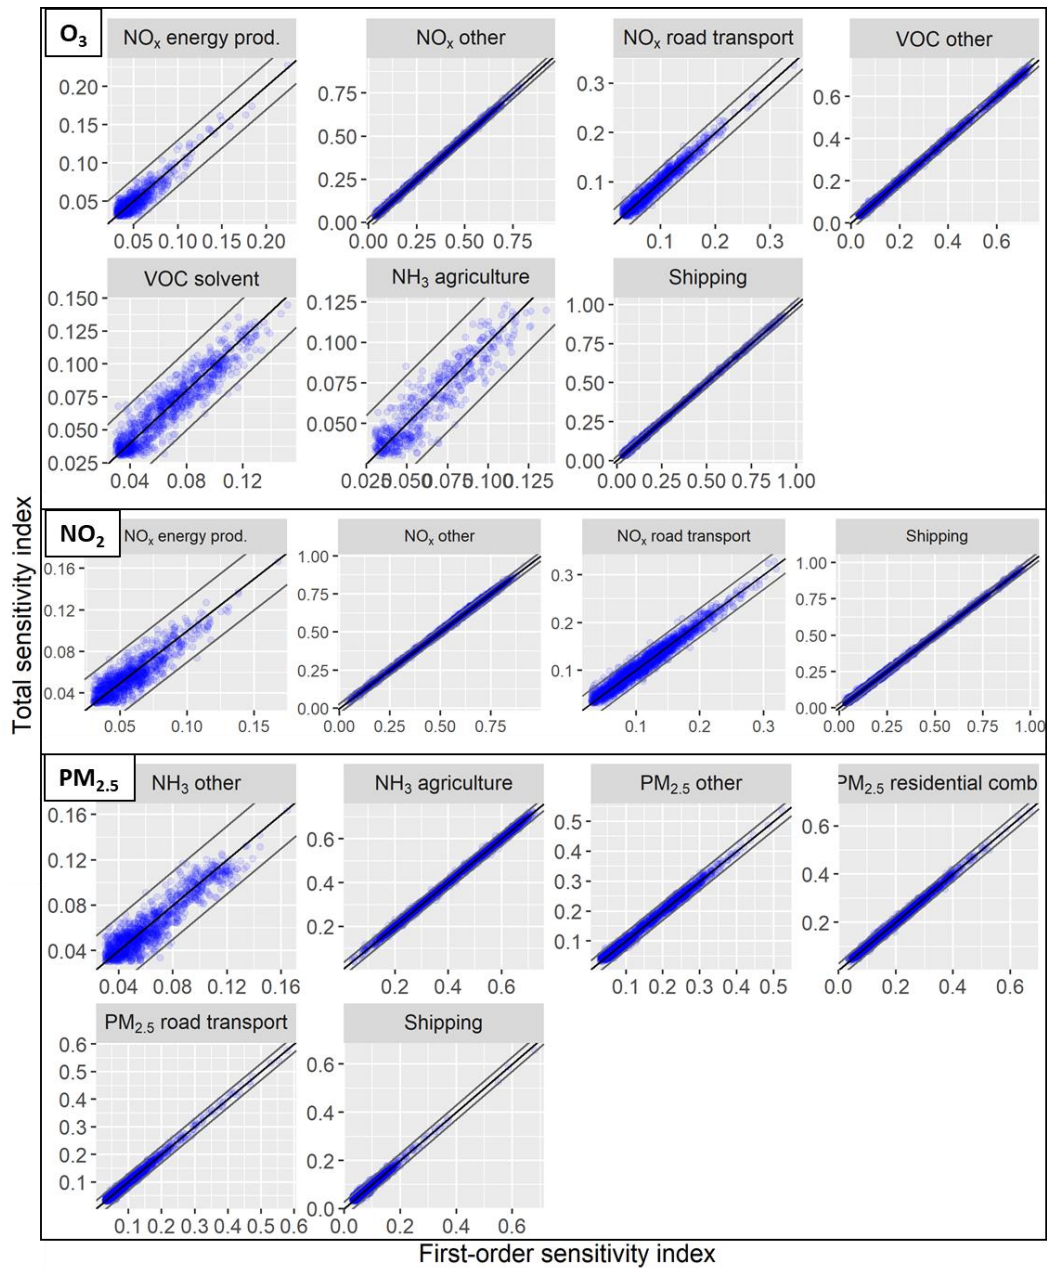 O3
NOx energy prod.
NOx other
NOx road transport
VOC other
0.20
0.15
0.10
0.05
0.05 0.10 0.15 0.20
0.75
0.50
0.25
0.00
0.00 0.25 0.50 0.75
0.3
0.2
0.1
0.1 0.2 0.3
0.6
0.4
0.2
0.0
0.0 0.2 0.4 0.6
VOC solvent
NH3 agriculture
Shipping
0.150
0.125
0.100
0.075
0.050
0.025
0.04 0.08 0.12
0.125
0.100
0.075
0.050
0.025 0.050 0.075 0.100 0.125
1.00
0.75
0.50
0.25
0.00
0.00 0.25 0.50 0.75 1.00
Total sensitivity index
NO2
NOx energy prod.
NOx other
NOx road transport
Shipping
0.16
0.12
0.08
0.04
0.05 0.10 0.15
1.00
0.75
0.50
0.25
0.00
0.00 0.25 0.50 0.75
0.3
0.2
0.1
0.1 0.2 0.3
1.00
0.75
0.50
0.25
0.00
0.00 0.25 0.50 0.75 1.00
PM2.5
NH3 other
NH3 agriculture
PM2.5 other
PM2.5 residential comb
0.16
0.12
0.08
0.04
0.04 0.08 0.12 0.16
0.6
0.4
0.2
0.2 0.4 0.6
0.5
0.4
0.3
0.2
0.1
0.1 0.2 0.3 0.4 0.5
0.6
0.4
0.2
0.0 0.2 0.4 0.6
PM2.5 road transport
Shipping
0.6
0.5
0.4
0.3
0.2
0.1
0.1 0.2 0.3 0.4 0.5 0.6
0.6
0.4
0.2
0.0
0.0 0.2 0.4 0.6
First-order sensitivity index